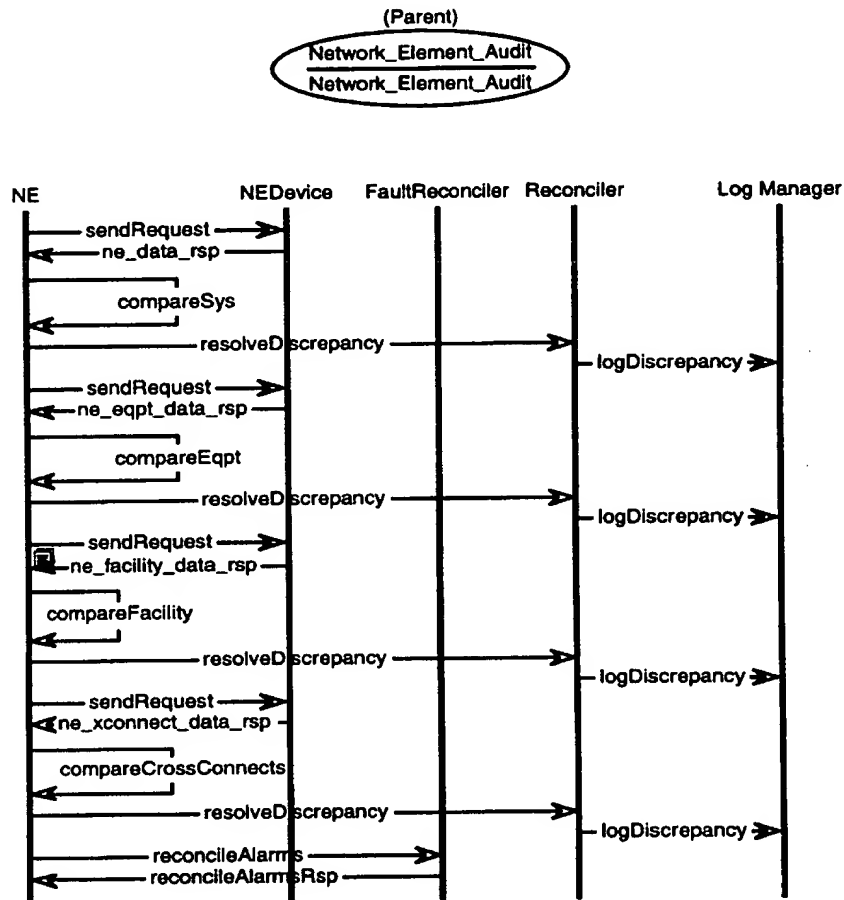 (Parent)
Network_Element_Audit
Network_Element_Audit
NE NEDevice FaultReconciler Reconciler Log Manager
sendRequest
ne_data_rsp
compareSys
resolveDiscrepancy
logDiscrepancy
sendRequest
ne_eqpt_data_rsp
compareEqpt
resolveDiscrepancy
logDiscrepancy
sendRequest
ne_facility_data_rsp
compareFacility
resolveDiscrepancy
logDiscrepancy
sendRequest
ne_xconnect_data_rsp
compareCrossConnects
resolveDiscrepancy
logDiscrepancy
reconcileAlarms
reconcileAlarmsRsp